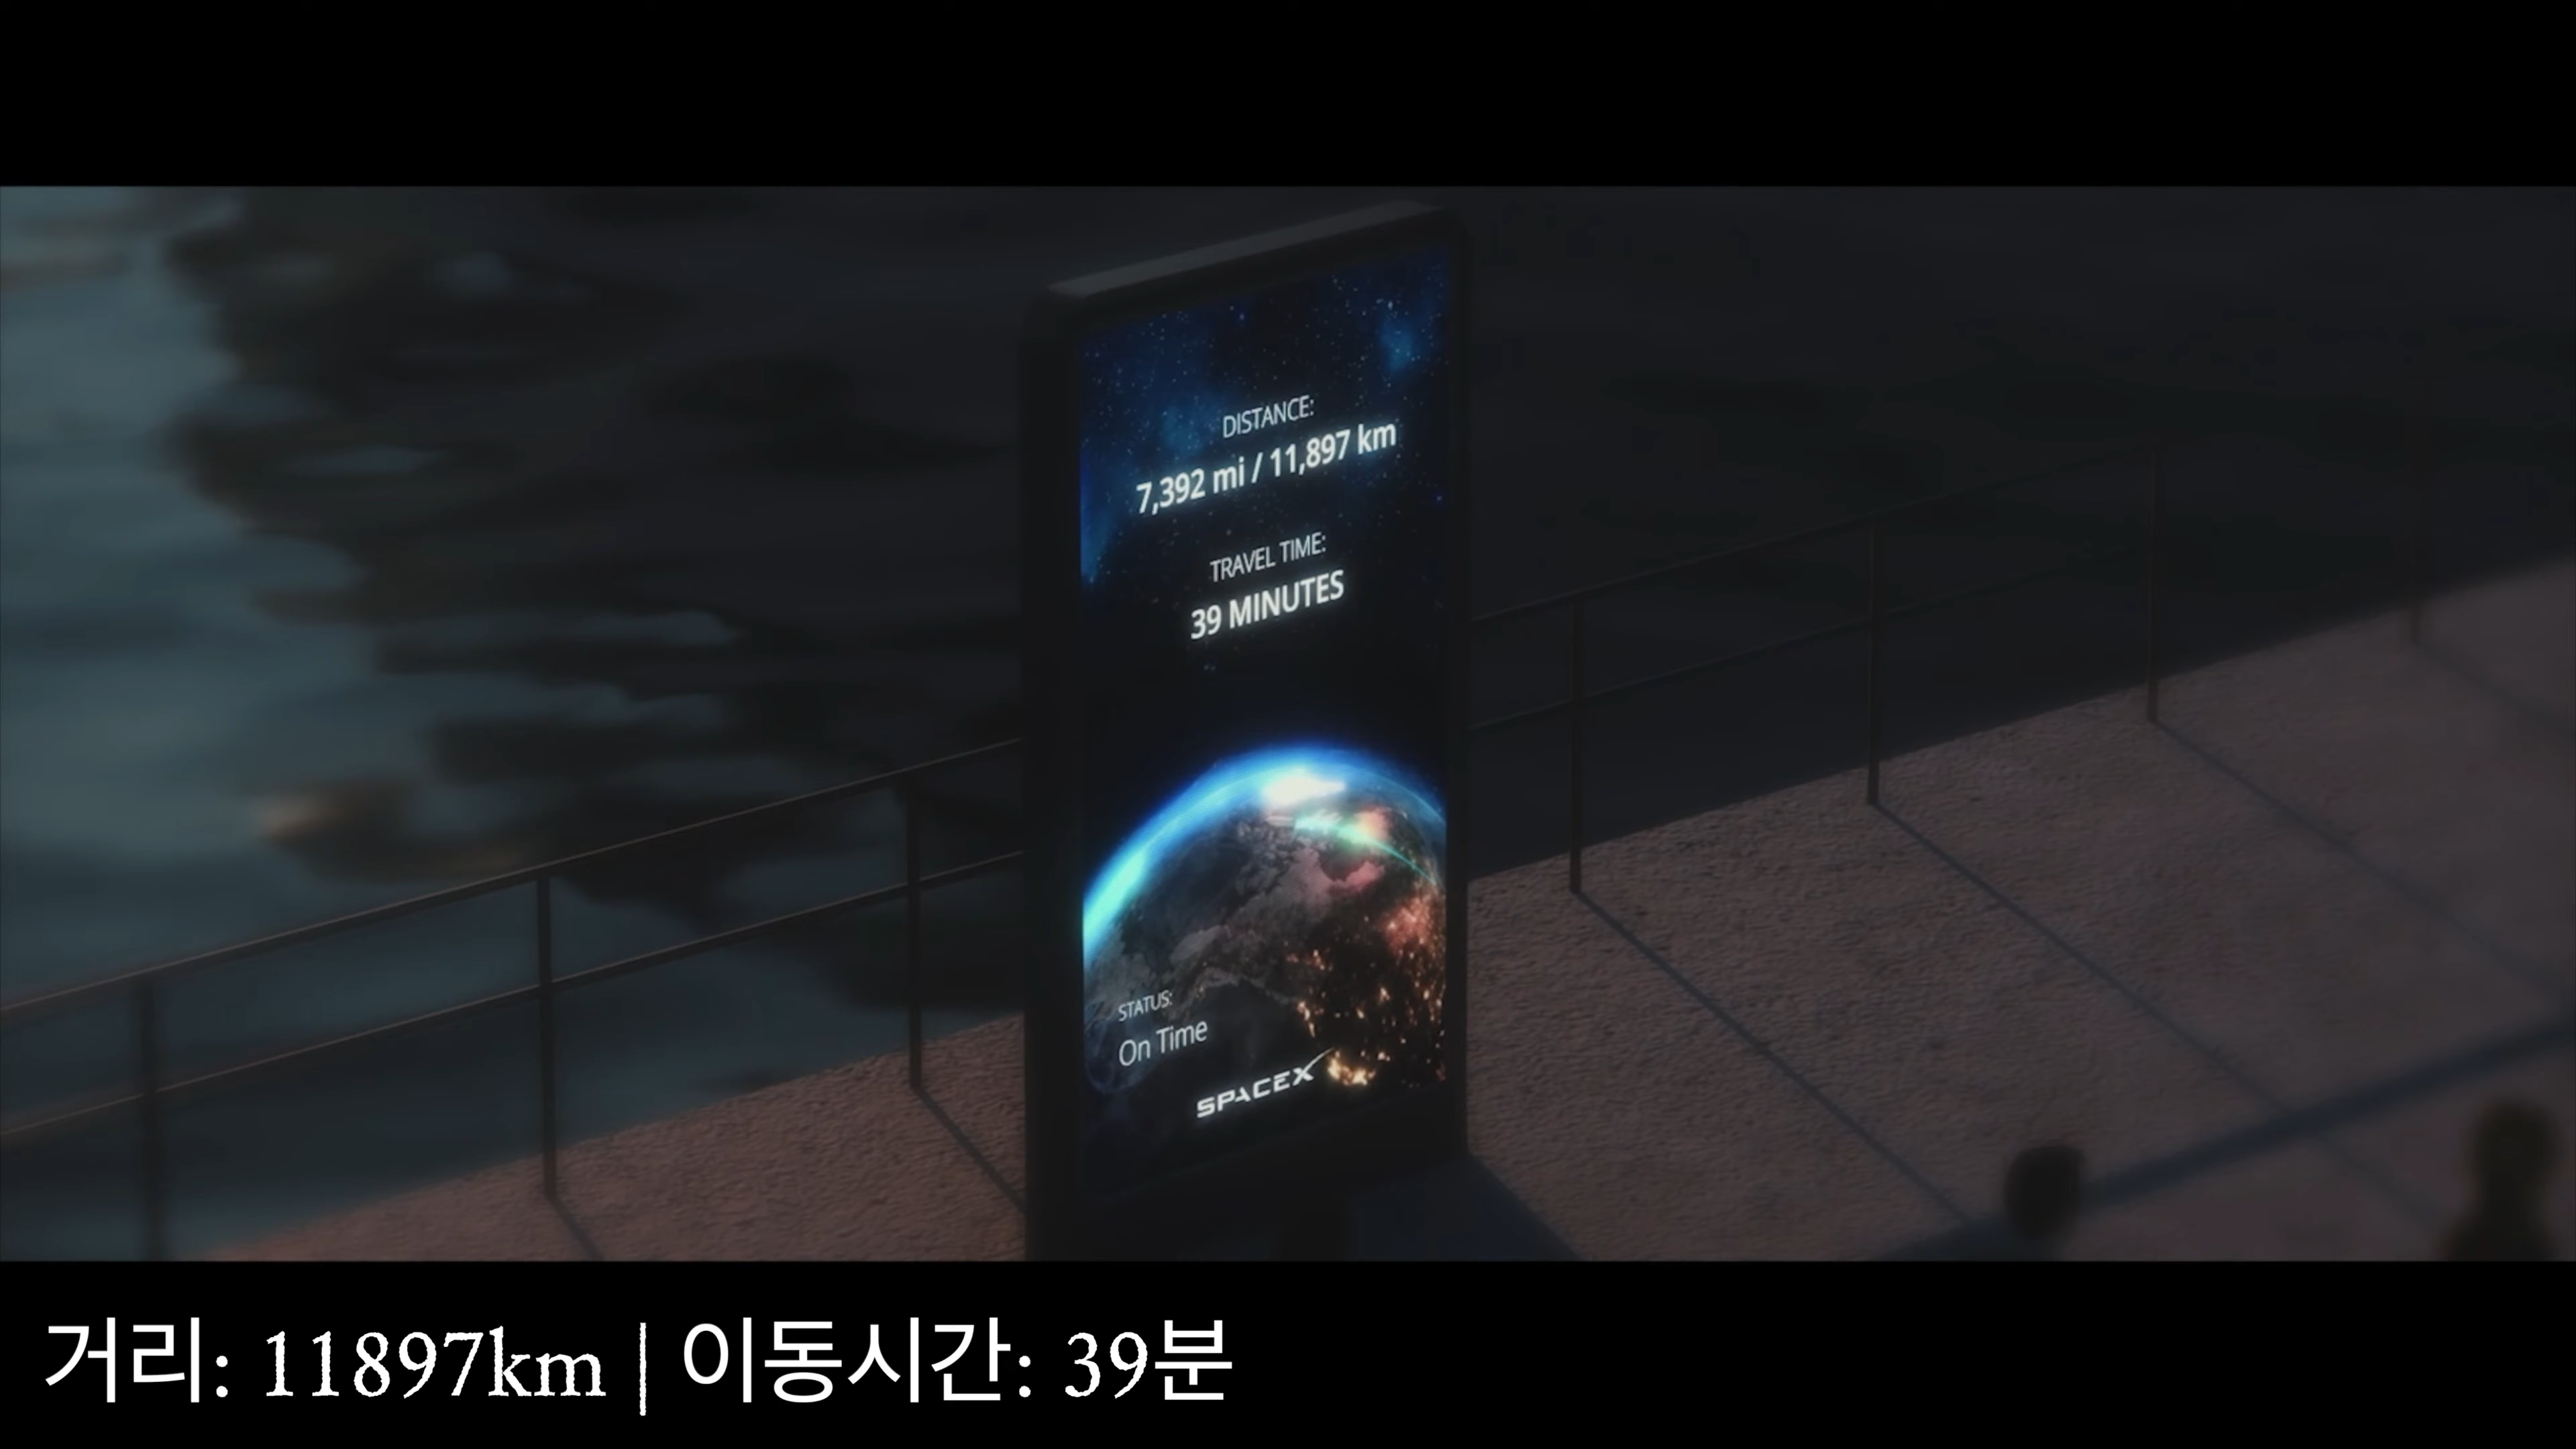 DISTANCE:
7,392 mi / 11,897 km
TRAVEL TIME:
39 MINUTES
STATUS:
On Time
SPACEX
거리: 11897km | 이동시간: 39분